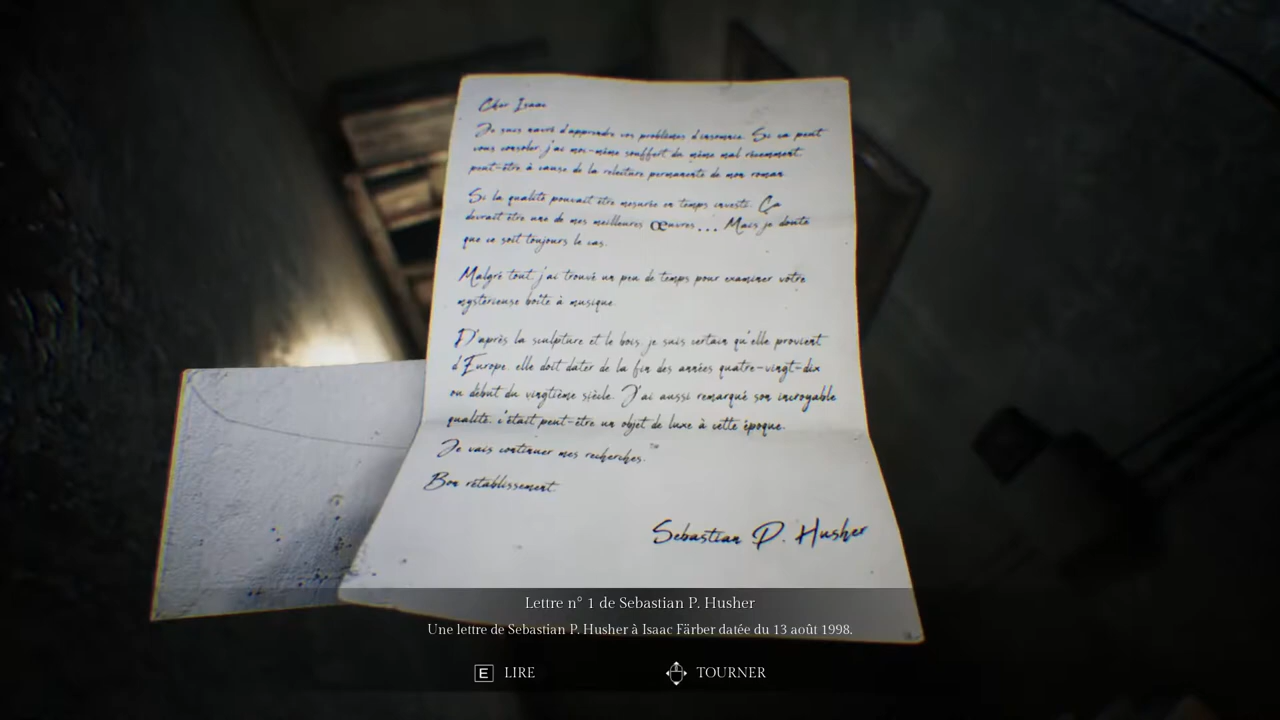 Cher Isaac
Je suis navré d'apprendre vos problèmes d'insomnie. Si ça peut
vous consoler, j'ai moi-même souffert du même mal récemment,
peut-être à cause de la relecture permanente de mon roman.
Si la qualité pouvait être mesurée en temps investi. Ça
devrait être une de mes meilleures œuvres... Mais je doute
que ce soit toujours le cas.
Malgré tout, j'ai trouvé un peu de temps pour examiner votre
mystérieuse boîte à musique.
D'après la sculpture et le bois, je suis certain qu'elle provient
d'Europe, elle doit dater de la fin des années quatre-vingt-dix
ou début du vingtième siècle. J'ai aussi remarqué son incroyable
qualité, c'était peut-être un objet de luxe à cette époque.
Je vais continuer mes recherches.
Bon rétablissement.
Sebastian P. Husher
Lettre n° 1 de Sebastian P. Husher
Une lettre de Sebastian P. Husher à Isaac Färber datée du 13 août 1998.
E LIRE TOURNER